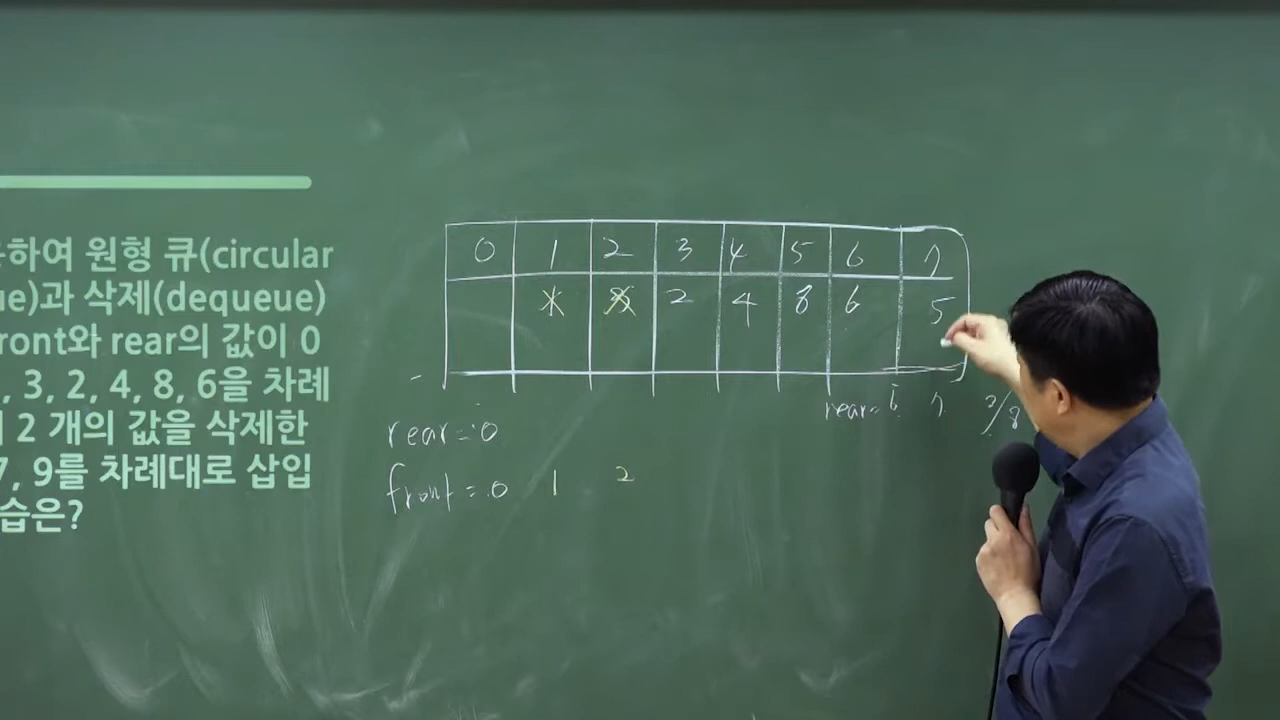 하여 원형 큐(circular
ue)과 삭제(dequeue)
ront와 rear의 값이 0
, 3, 2, 4, 8, 6을 차례
2 개의 값을 삭제한
7, 9를 차례대로 삽입
습은?
0 1 2 3 4 5 6 7
2 4 8 6 5
rear= 6 7
rear=0
front=0 1 2